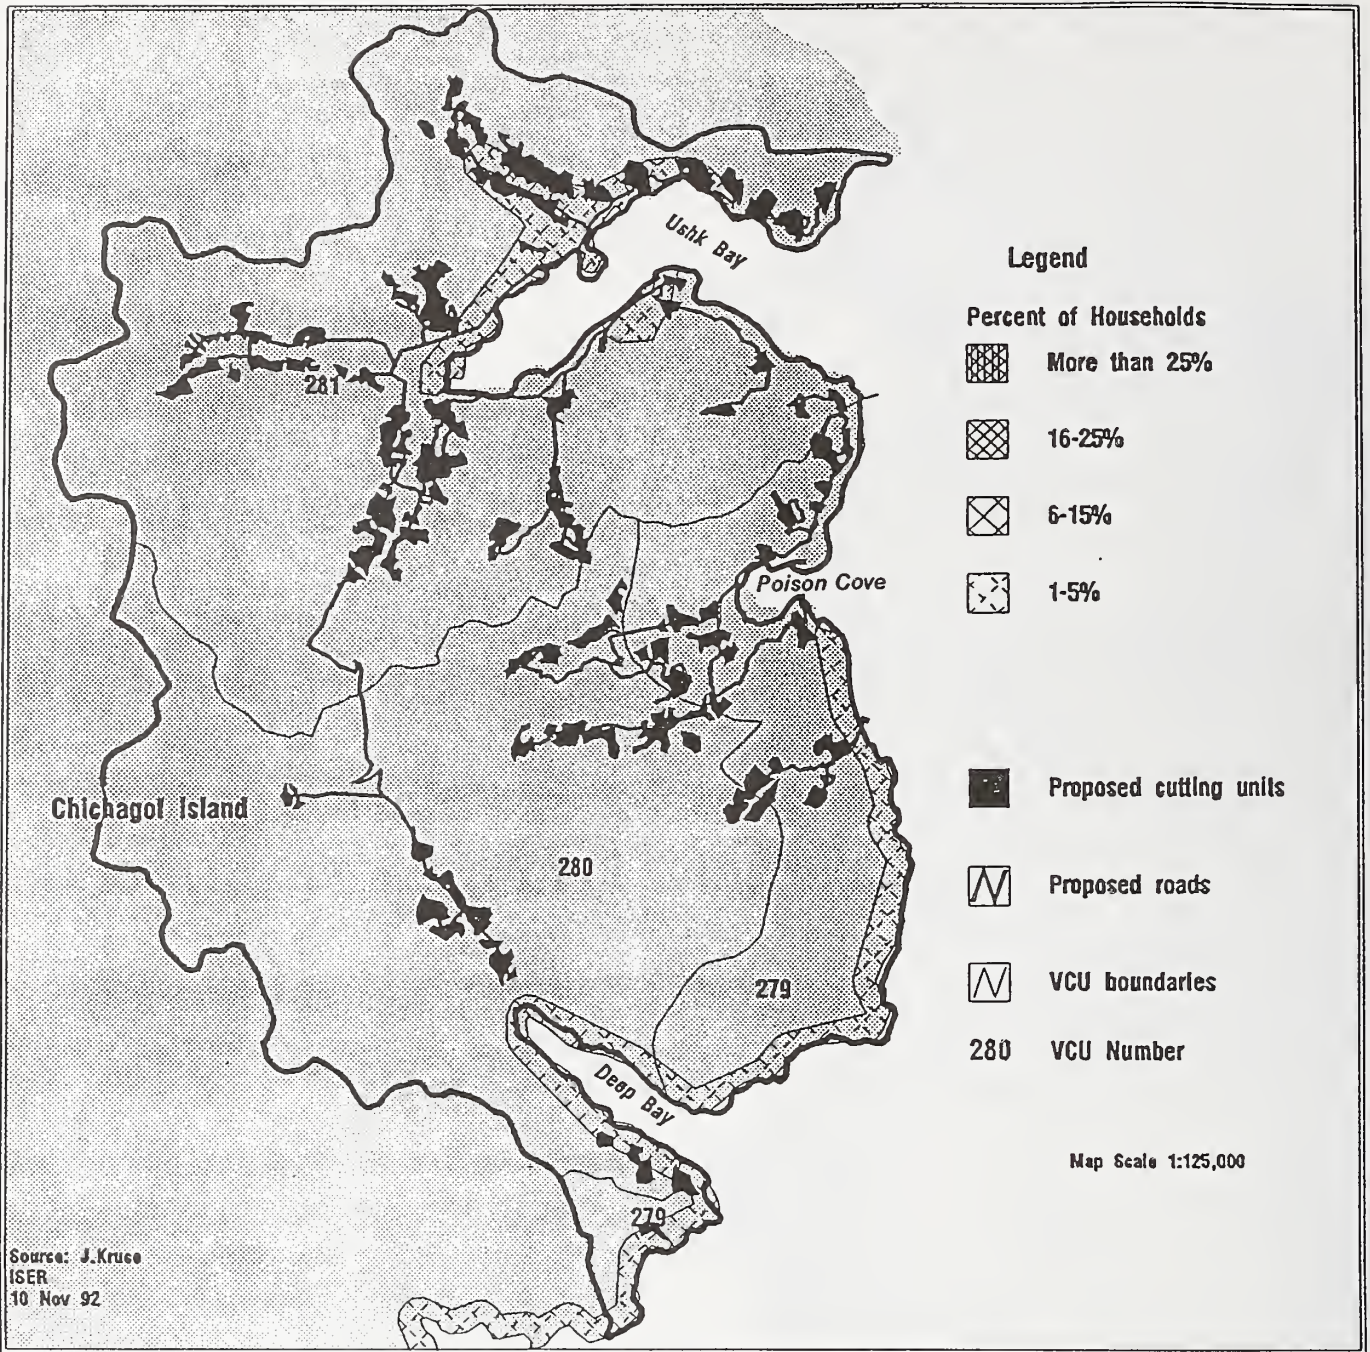 Ushk Bay
281
Poison Cove
Chichagof Island
280
279
Deep Bay
279
Source: J.Kruse
ISER
10 Nov 92
Legend
Percent of Households
More than 25%
16-25%
6-15%
1-5%
Proposed cutting units
Proposed roads
VCU boundaries
280 VCU Number
Map Scale 1:125,000